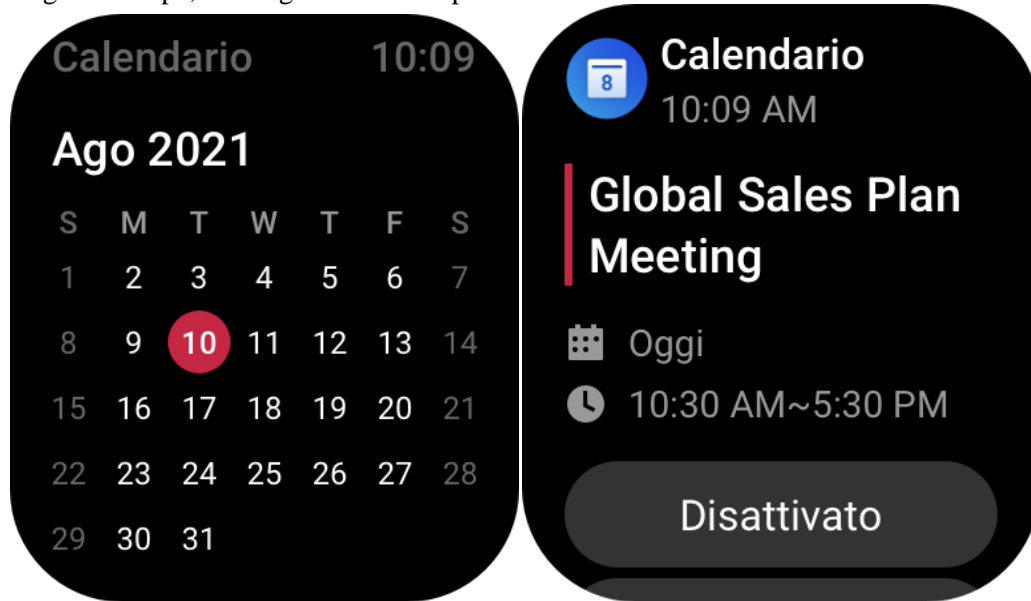 Calendario 10:09
Ago 2021
S M T W T F S
1 2 3 4 5 6 7
8 9 10 11 12 13 14
15 16 17 18 19 20 21
22 23 24 25 26 27 28
29 30 31
8
Calendario
10:09 AM
Global Sales Plan
Meeting
Oggi
10:30 AM~5:30 PM
Disattivato